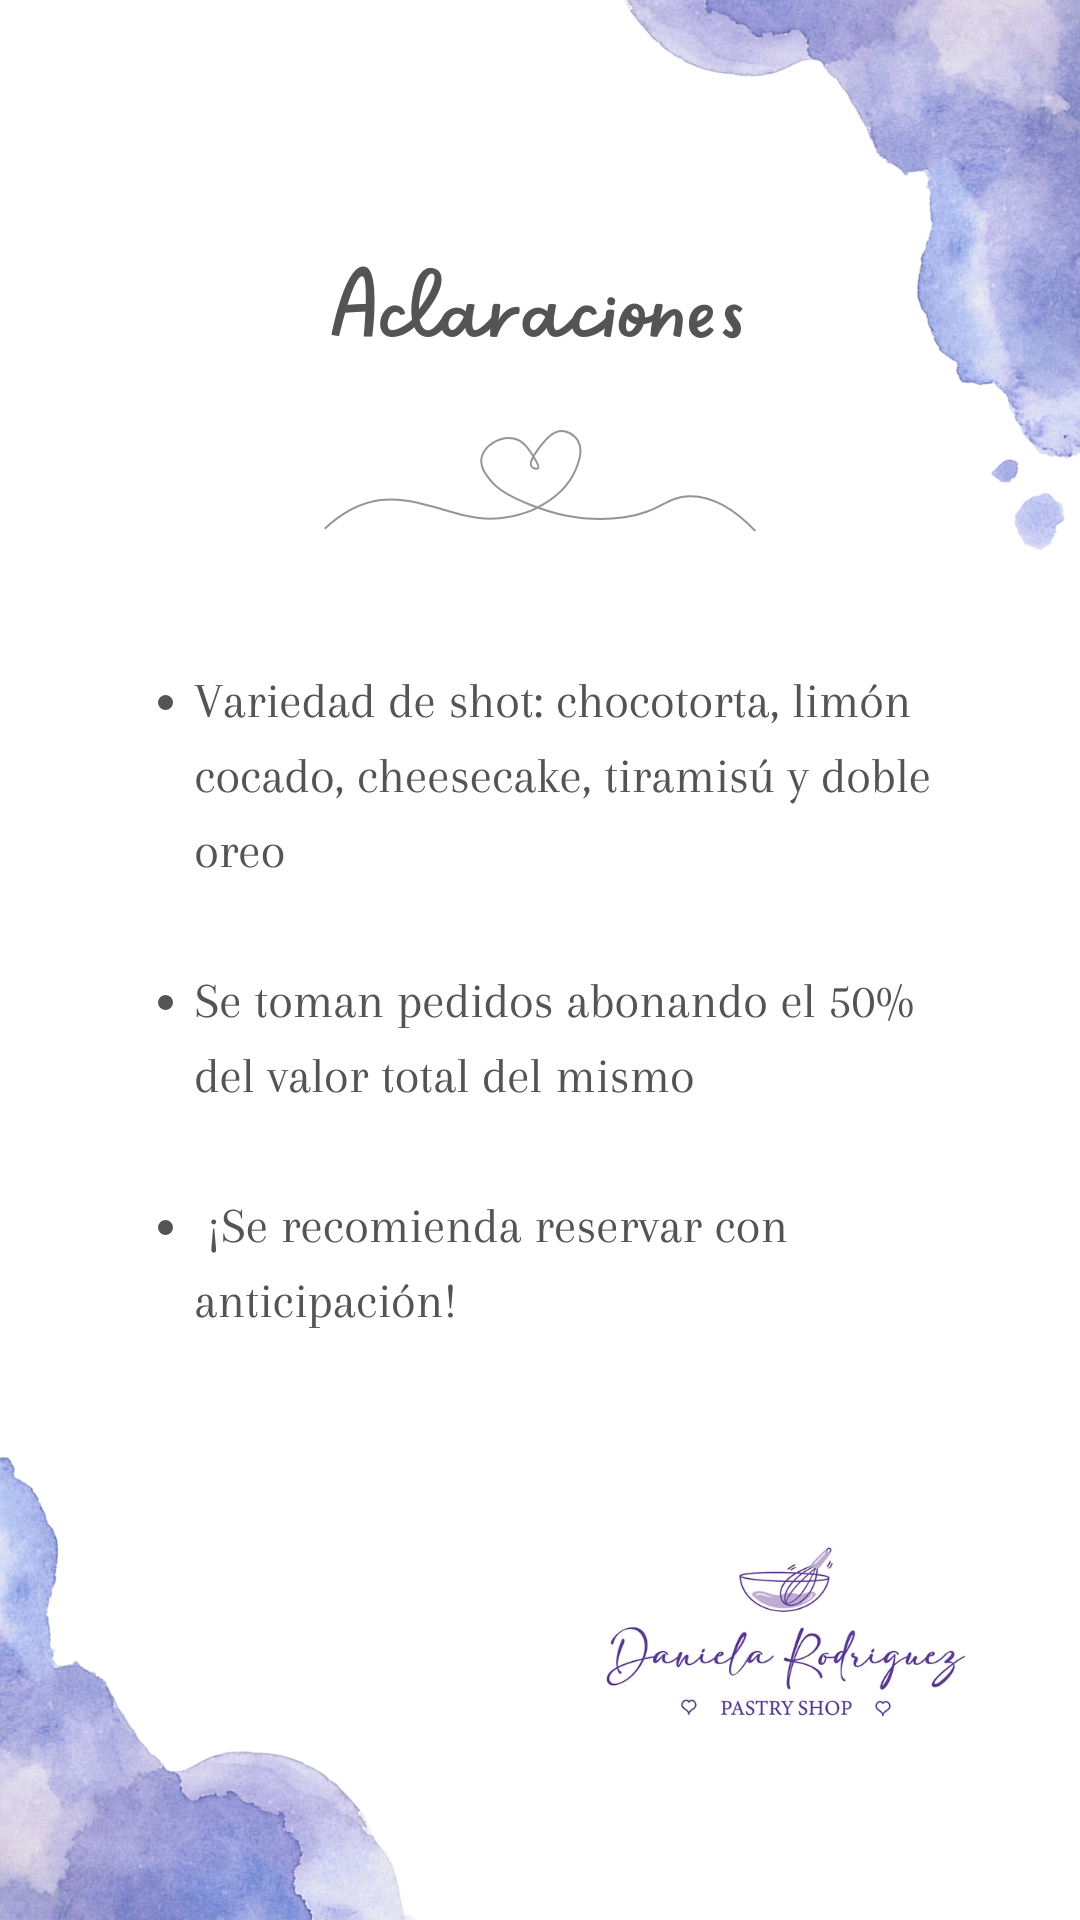 Aclaraciones
• Variedad de shot: chocotorta, limón
cocado, cheesecake, tiramisú y doble
oreo
• Se toman pedidos abonando el 50%
del valor total del mismo
• ¡Se recomienda reservar con
anticipación!
Daniela Rodriguez
PASTRY SHOP